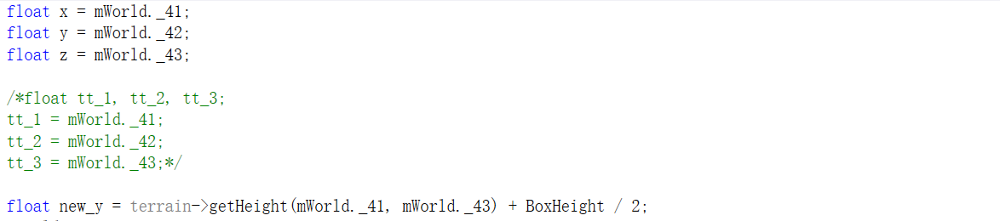 float x = mWorld._41;
float y = mWorld._42;
float z = mWorld._43;
/*float tt_1, tt_2, tt_3;
tt_1 = mWorld._41;
tt_2 = mWorld._42;
tt_3 = mWorld._43;*/
float new_y = terrain->getHeight(mWorld._41, mWorld._43) + BoxHeight / 2;